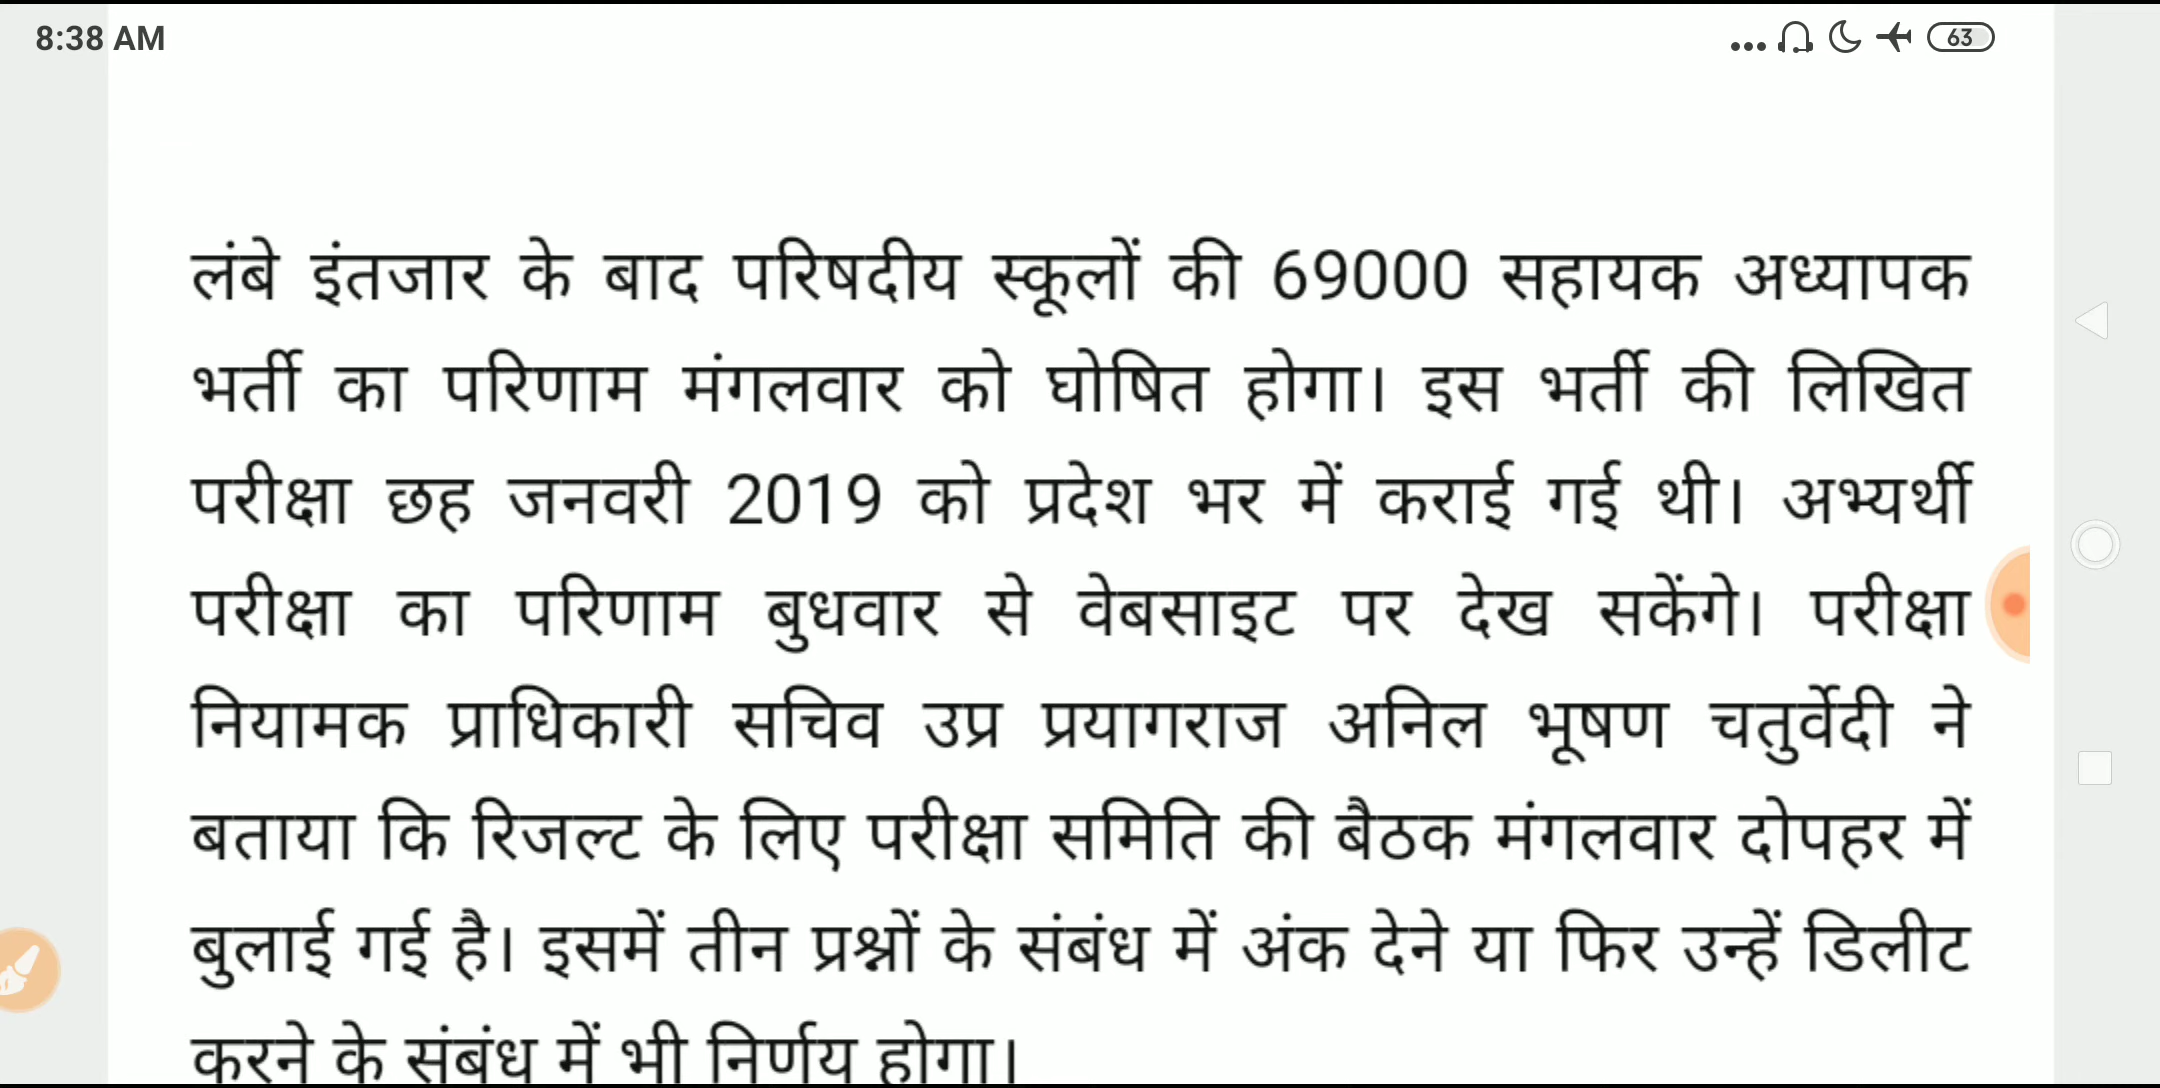 8:38 AM
63
लंबे इंतजार के बाद परिषदीय स्कूलों की 69000 सहायक अध्यापक
भर्ती का परिणाम मंगलवार को घोषित होगा। इस भर्ती की लिखित
परीक्षा छह जनवरी 2019 को प्रदेश भर में कराई गई थी। अभ्यर्थी
परीक्षा का परिणाम बुधवार से वेबसाइट पर देख सकेंगे। परीक्षा
नियामक प्राधिकारी सचिव उप्र प्रयागराज अनिल भूषण चतुर्वेदी ने
बताया कि रिजल्ट के लिए परीक्षा समिति की बैठक मंगलवार दोपहर में
बुलाई गई है। इसमें तीन प्रश्नों के संबंध में अंक देने या फिर उन्हें डिलीट
करने के संबंध में भी निर्णय होगा।